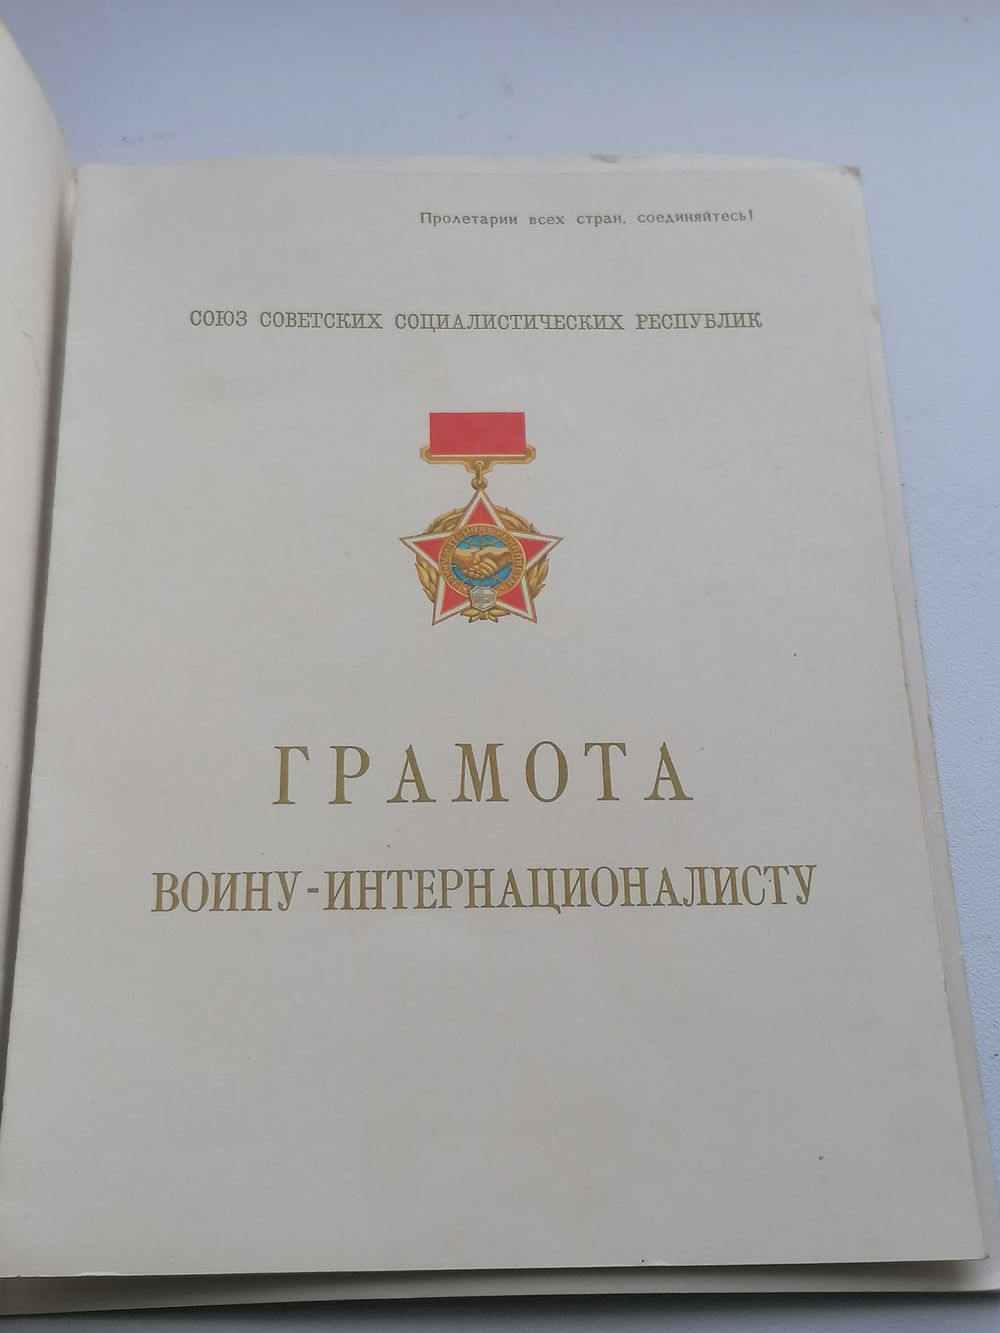 Пролетарии всех стран, соединяйтесь!
СОЮЗ СОВЕТСКИХ СОЦИАЛИСТИЧЕСКИХ РЕСПУБЛИК
ГРАМОТА
ВОИНУ-ИНТЕРНАЦИОНАЛИСТУ